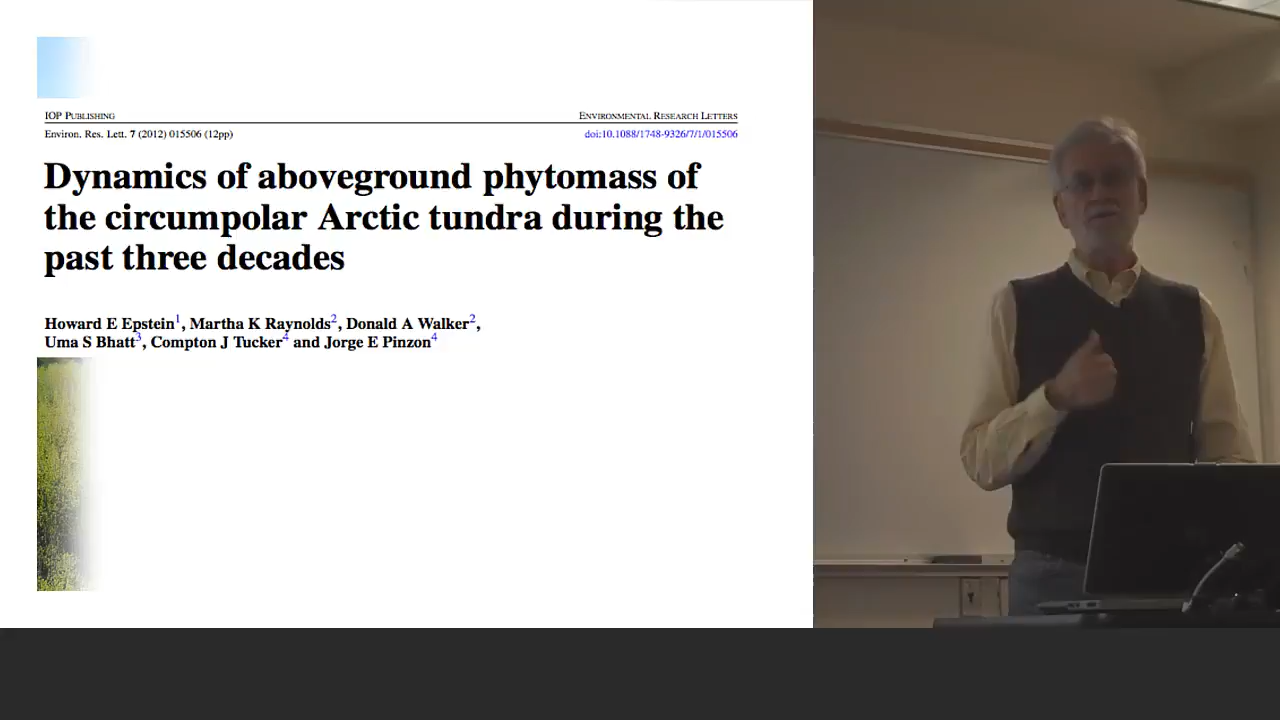 IOP PUBLISHING
ENVIRONMENTAL RESEARCH LETTERS
Environ. Res. Lett. 7 (2012) 015506 (12pp)
doi:10.1088/1748-9326/7/1/015506
Dynamics of aboveground phytomass of
the circumpolar Arctic tundra during the
past three decades
Howard E Epstein1, Martha K Raynolds2, Donald A Walker2,
Uma S Bhatt3, Compton J Tucker4 and Jorge E Pinzon4